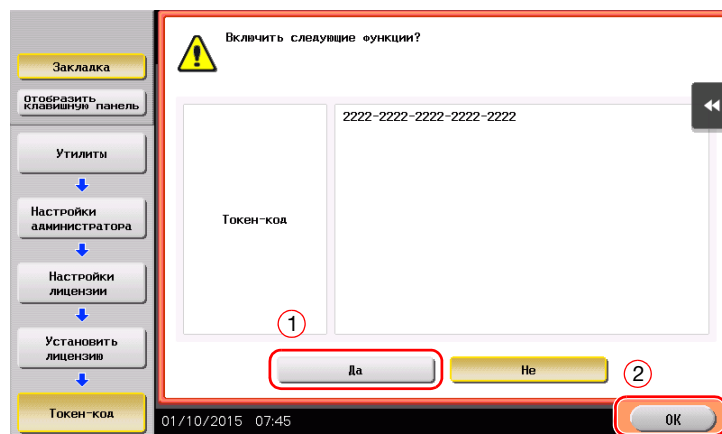 Закладка
Отобразить
клавишную панель
Утилиты
Настройки
администратора
Настройки
лицензии
Установить
лицензию
Токен-код
Включить следующие функции?
Токен-код
2222-2222-2222-2222-2222
1
Да
Не
2
01/10/2015 07:45
OK